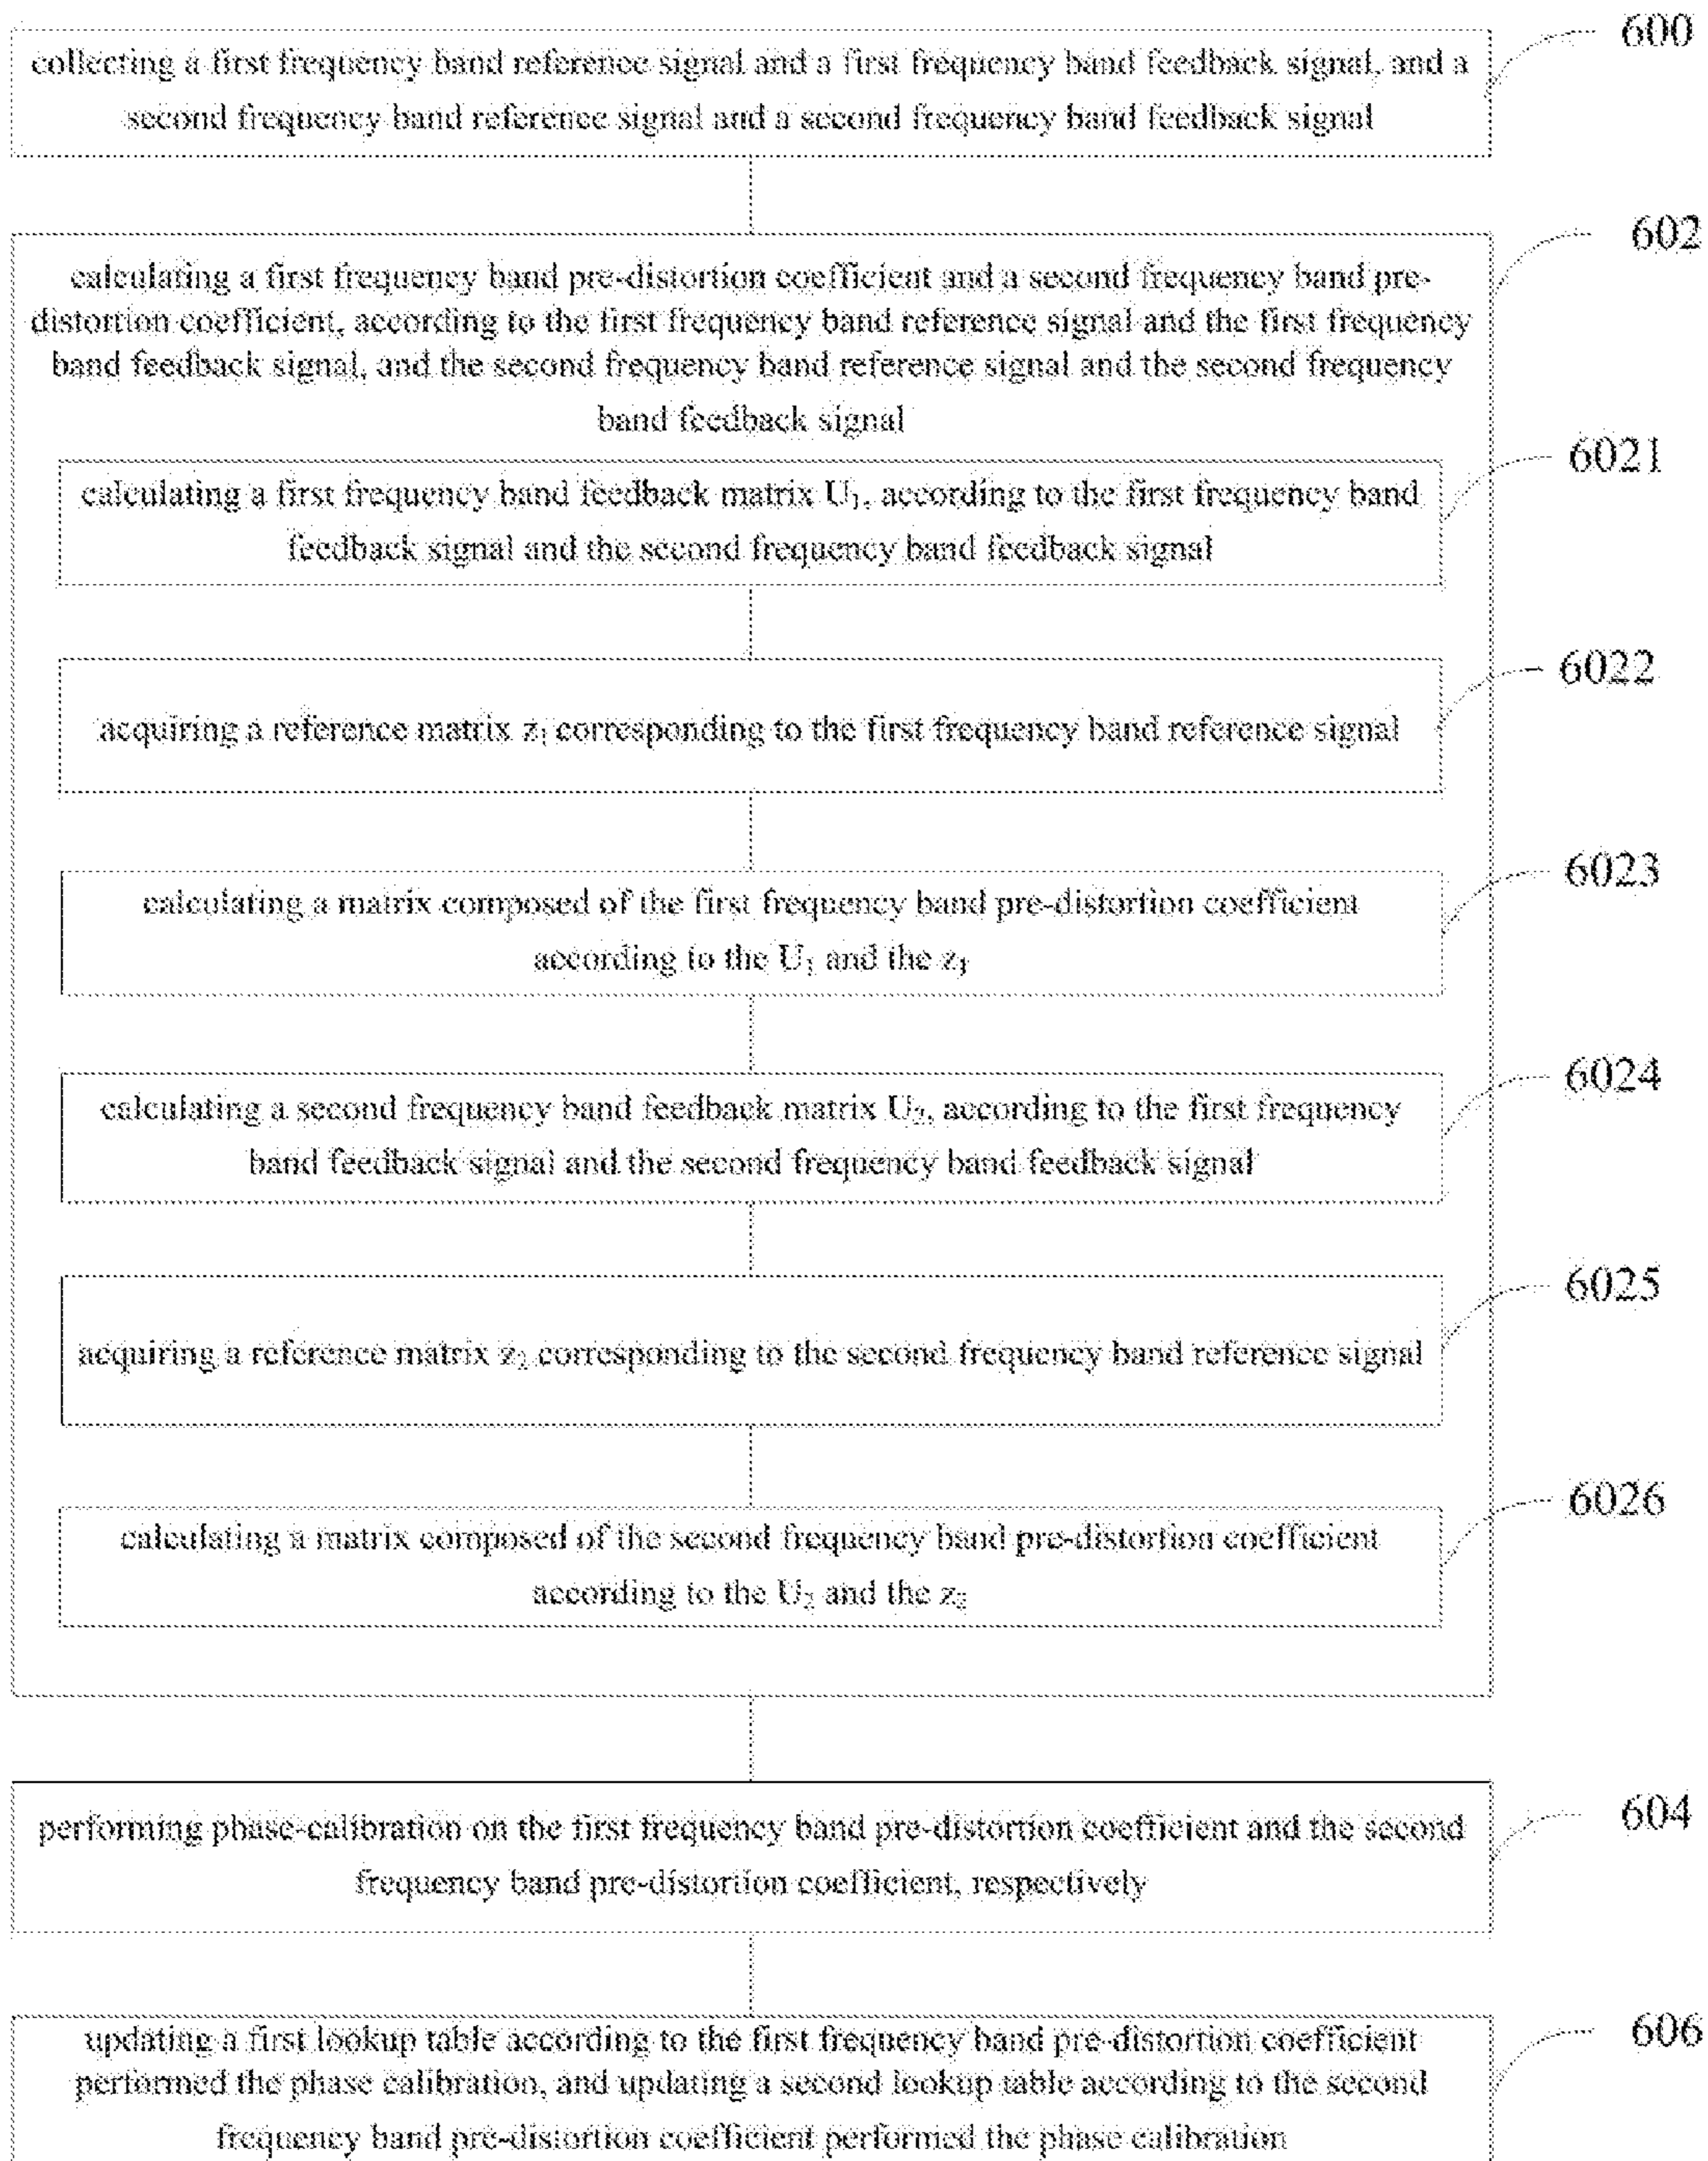 600
collecting a first frequency band reference signal and a first frequency band feedback signal, and a
second frequency band reference signal and a second frequency band feedback signal
602
calculating a first frequency band pre-distortion coefficient and a second frequency band pre-
distortion coefficient, according to the first frequency band reference signal and the first frequency
band feedback signal, and the second frequency band reference signal and the second frequency
band feedback signal
6021
calculating a first frequency band feedback matrix U₁, according to the first frequency band
feedback signal and the second frequency band feedback signal
6022
acquiring a reference matrix z₁ corresponding to the first frequency band reference signal
6023
calculating a matrix composed of the first frequency band pre-distortion coefficient
according to the U₁ and the z₁
6024
calculating a second frequency band feedback matrix U₂, according to the first frequency
band feedback signal and the second frequency band feedback signal
6025
acquiring a reference matrix z₂ corresponding to the second frequency band reference signal
6026
calculating a matrix composed of the second frequency band pre-distortion coefficient
according to the U₂ and the z₂
604
performing phase-calibration on the first frequency band pre-distortion coefficient and the second
frequency band pre-distortion coefficient, respectively
606
updating a first lookup table according to the first frequency band pre-distortion coefficient
performed the phase calibration, and updating a second lookup table according to the second
frequency band pre-distortion coefficient performed the phase calibration